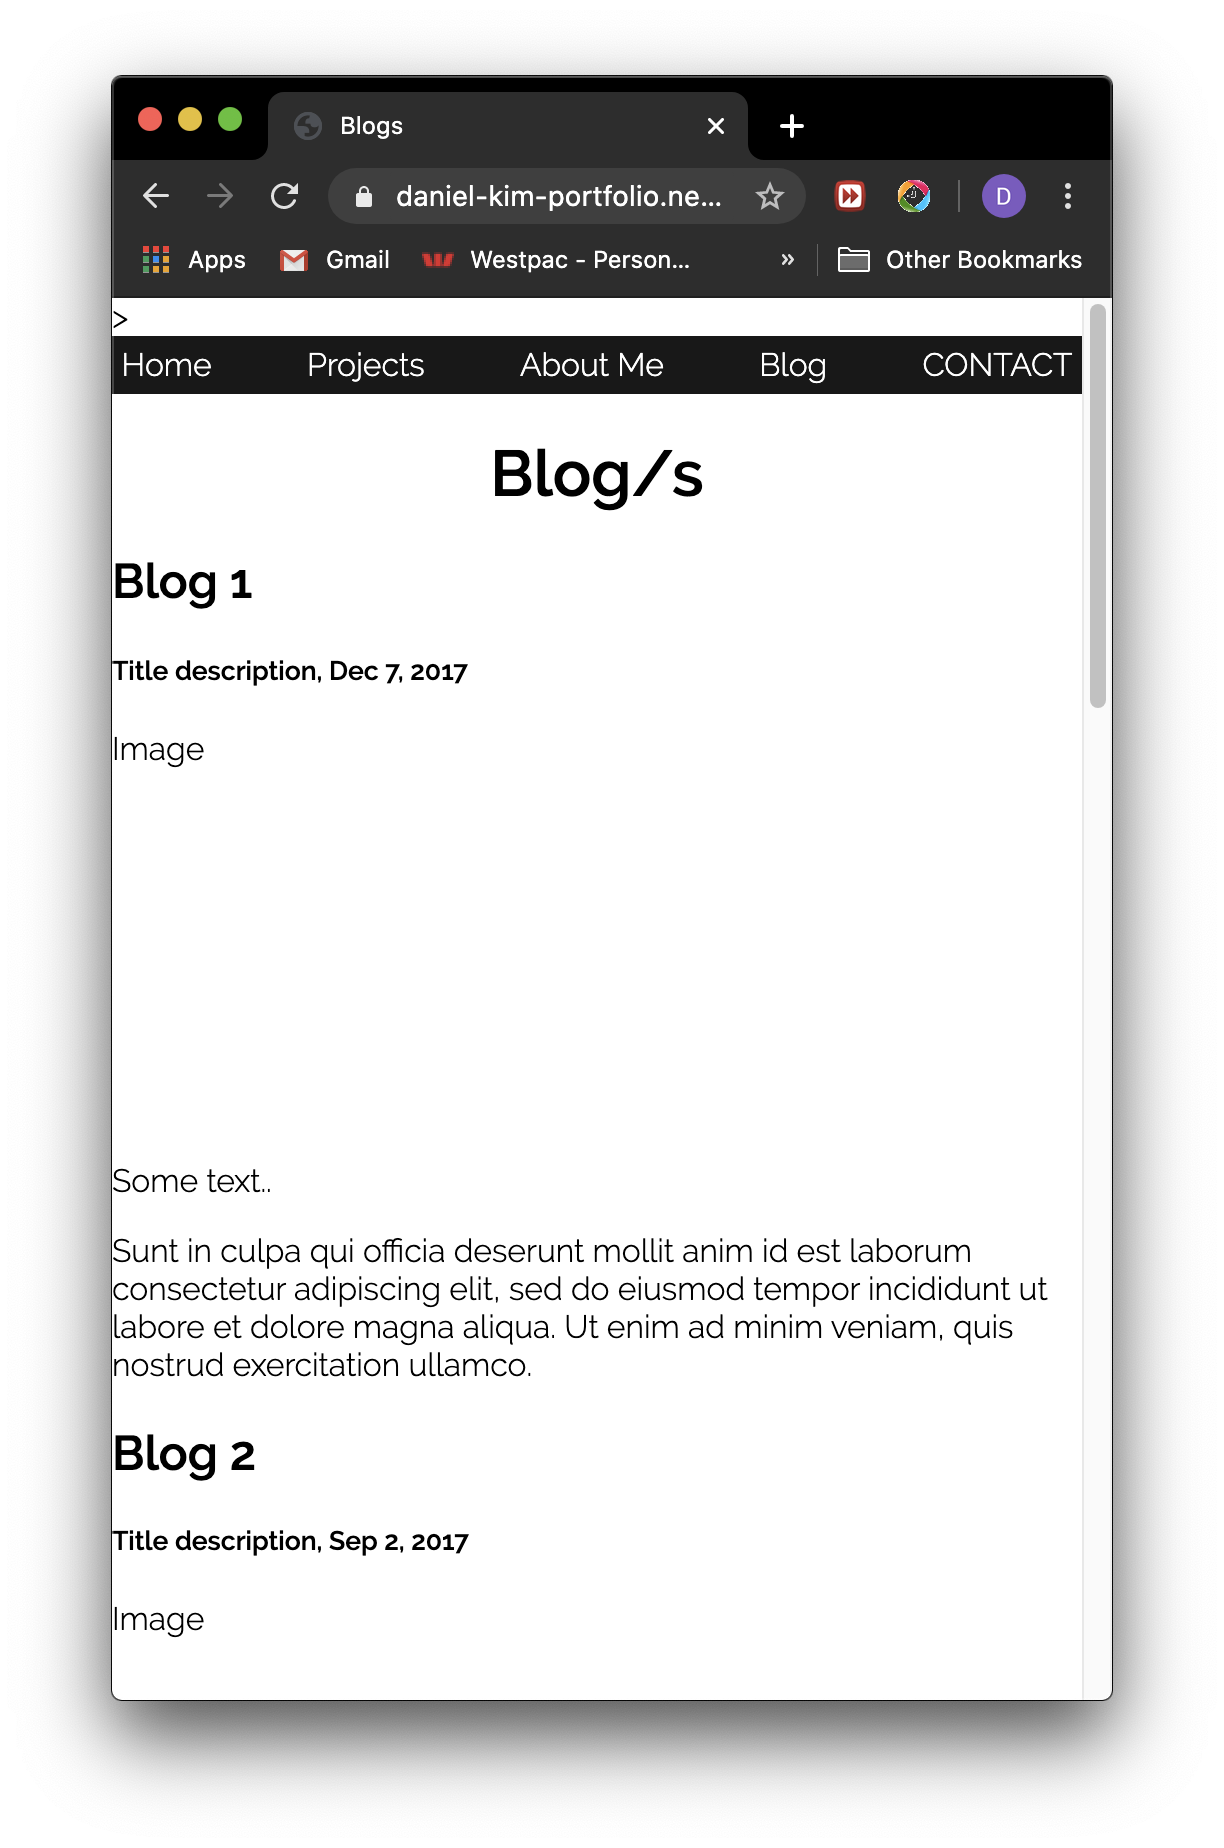 Blogs
daniel-kim-portfolio.ne...
D
Apps Gmail Westpac - Person... » Other Bookmarks
>
Home Projects About Me Blog CONTACT
Blog/s
Blog 1
Title description, Dec 7, 2017
Image
Some text..
Sunt in culpa qui officia deserunt mollit anim id est laborum
consectetur adipiscing elit, sed do eiusmod tempor incididunt ut
labore et dolore magna aliqua. Ut enim ad minim veniam, quis
nostrud exercitation ullamco.
Blog 2
Title description, Sep 2, 2017
Image